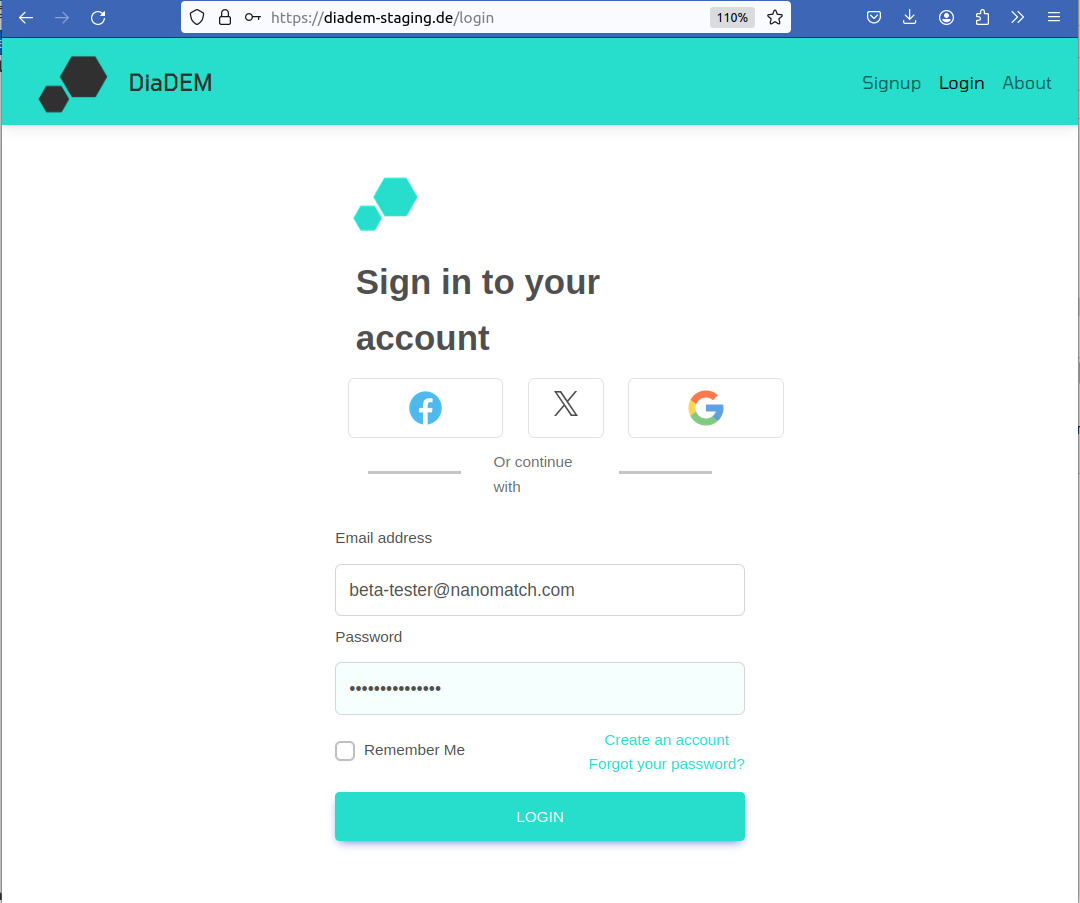 https://diadem-staging.de/login
110%
DiaDEM
Signup
Login
About
Sign in to your
account
Or continue
with
Email address
beta-tester@nanomatch.com
Password
•••••••••••••••
Remember Me
Create an account
Forgot your password?
LOGIN